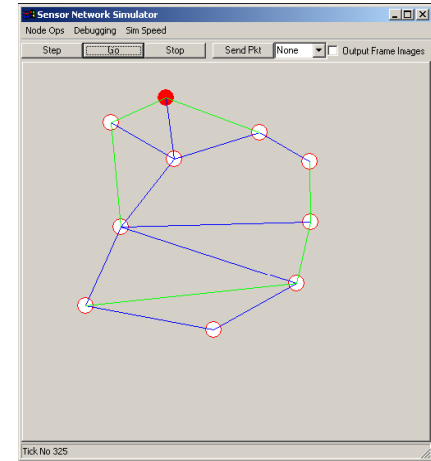 Sensor Network Simulator
Node Ops Debugging Sim Speed
Step Go Stop Send Pkt None Output Frame Images
Tick No 325